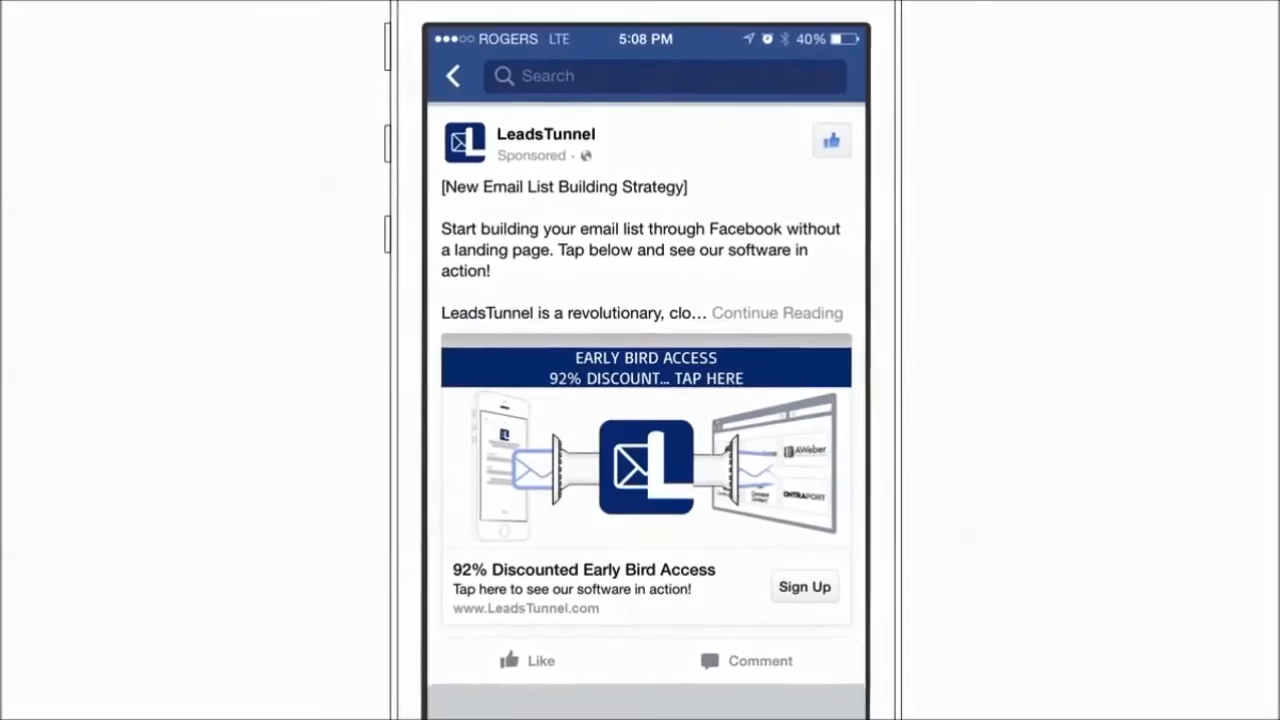 ROGERS LTE 5:08 PM 40%
Search
LeadsTunnel
Sponsored
[New Email List Building Strategy]
Start building your email list through Facebook without
a landing page. Tap below and see our software in
action!
LeadsTunnel is a revolutionary, clo... Continue Reading
EARLY BIRD ACCESS
92% DISCOUNT... TAP HERE
L
AWeber
ONTRAPORT
92% Discounted Early Bird Access
Tap here to see our software in action!
Sign Up
www.LeadsTunnel.com
Like Comment